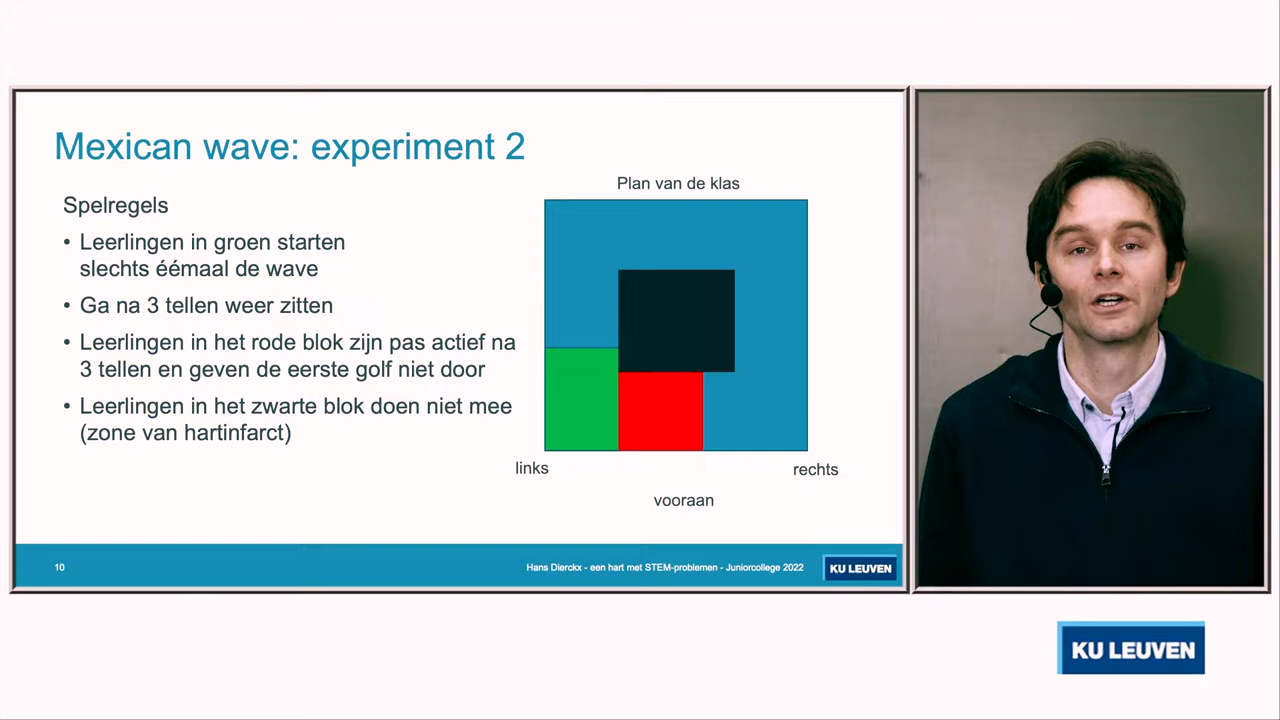 Mexican wave: experiment 2
Spelregels
• Leerlingen in groen starten
slechts éémaal de wave
• Ga na 3 tellen weer zitten
• Leerlingen in het rode blok zijn pas actief na
3 tellen en geven de eerste golf niet door
• Leerlingen in het zwarte blok doen niet mee
(zone van hartinfarct)
Plan van de klas
links
rechts
vooraan
10
Hans Dierckx - een hart met STEM-problemen - Juniorcollege 2022
KU LEUVEN
KU LEUVEN